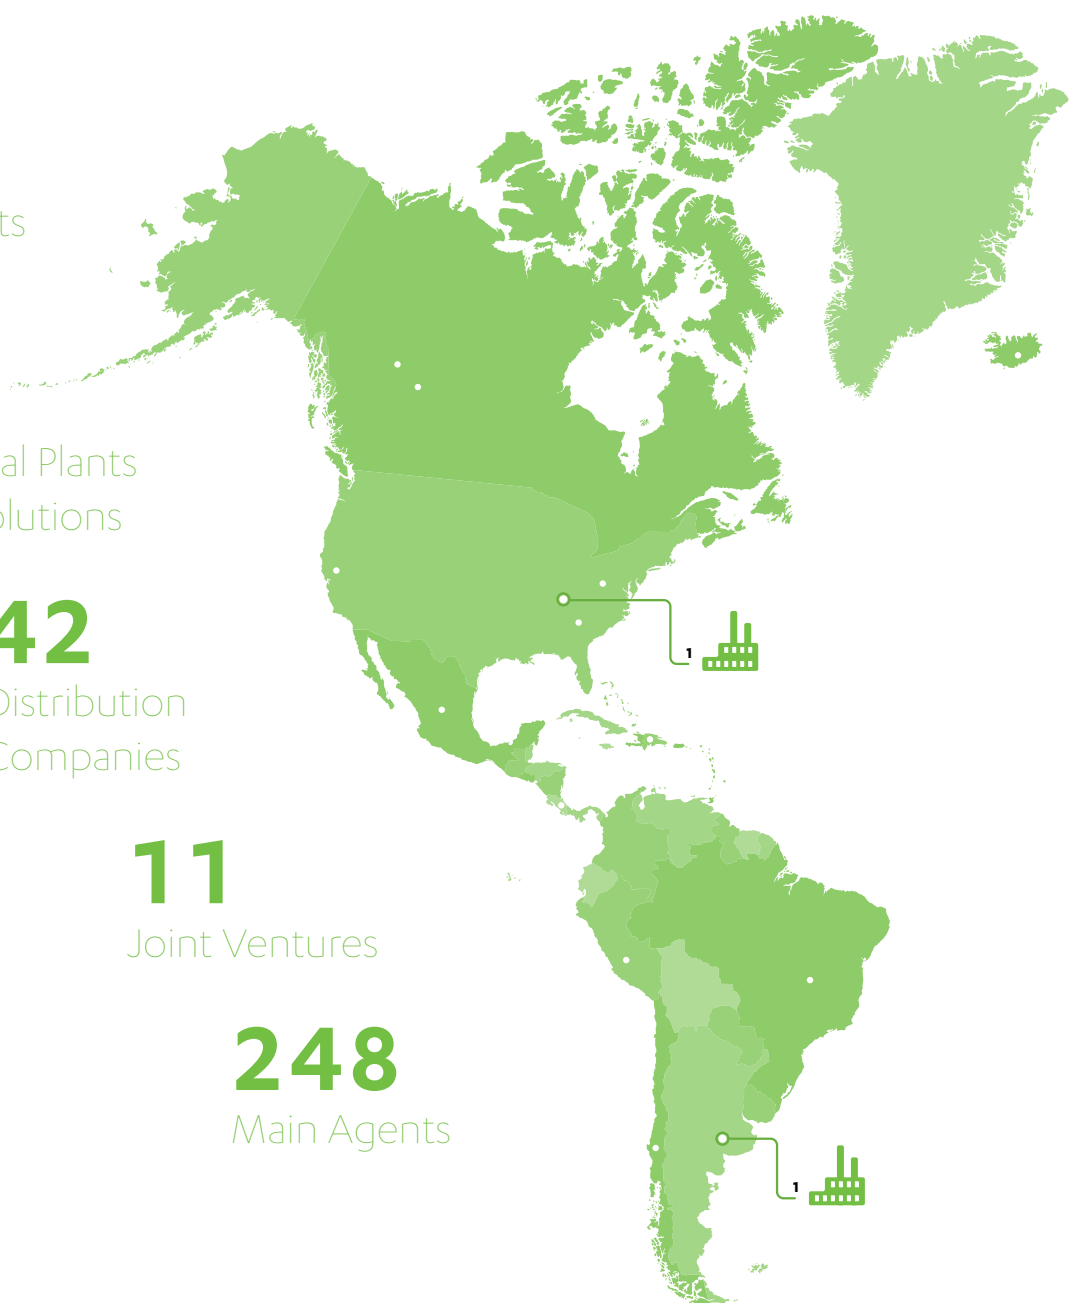 ts
al Plants
olutions
42
Distribution
Companies
1
11
Joint Ventures
248
Main Agents
1